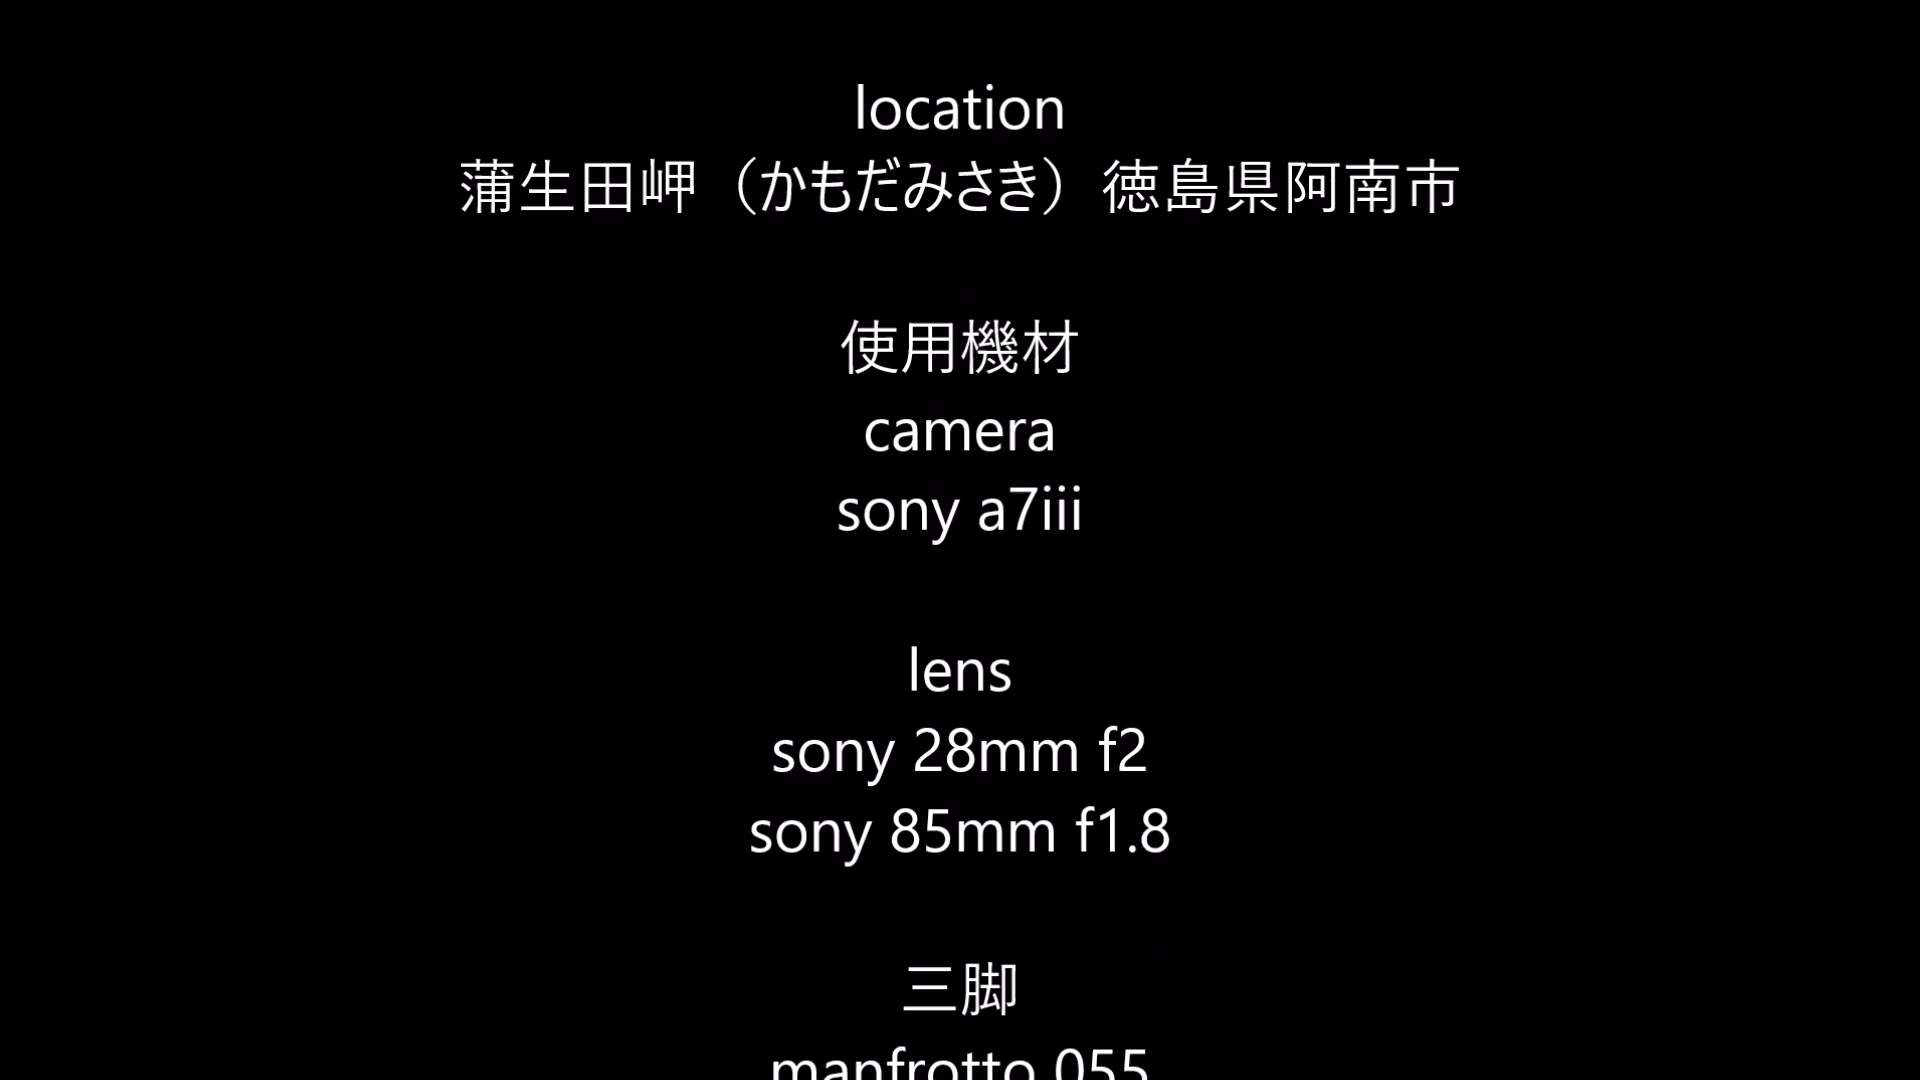 location
蒲生田岬（かもだみさき）徳島県阿南市
使用機材
camera
sony a7iii
lens
sony 28mm f2
sony 85mm f1.8
三脚
manfrotto 055